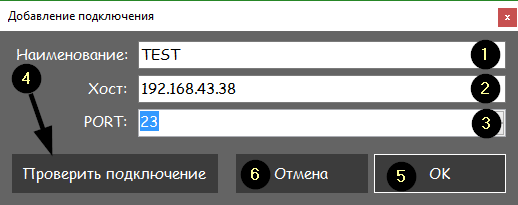 Добавление подключения
Наименование: TEST 1
4
Хост: 192.168.43.38 2
PORT: 23 3
Проверить подключение 6 Отмена 5 OK